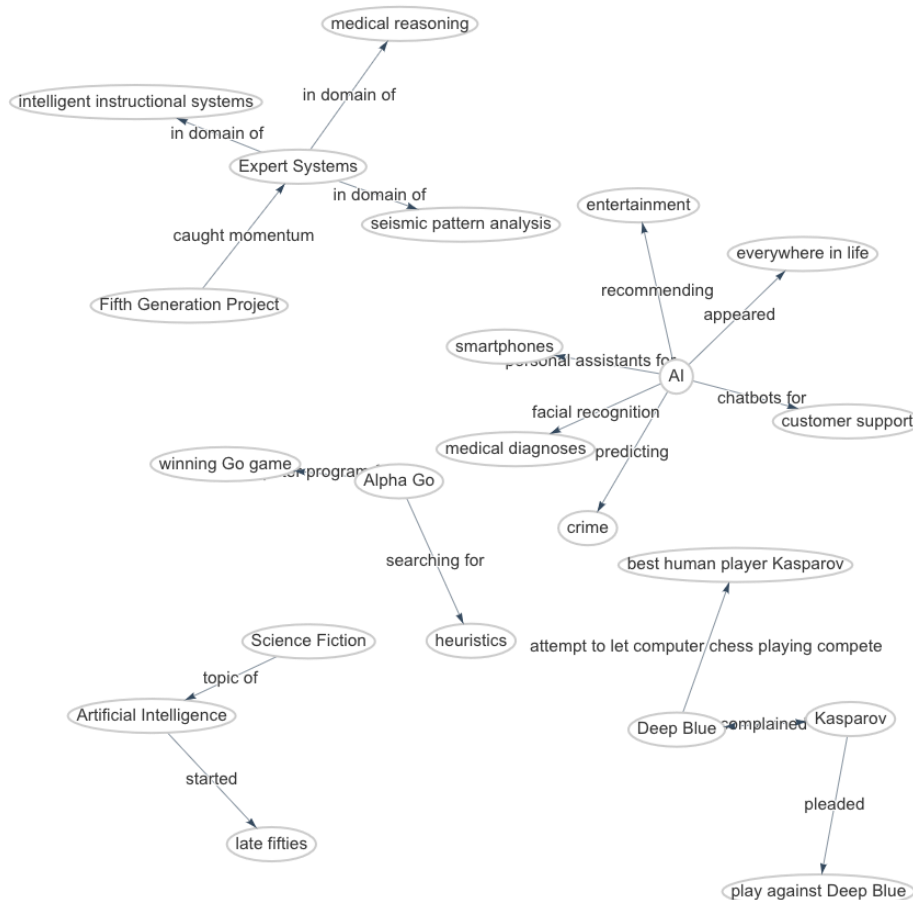 medical reasoning
in domain of
intelligent instructional systems
in domain of
Expert Systems
in domain of
seismic pattern analysis
caught momentum
Fifth Generation Project
entertainment
everywhere in life
recommending
appeared
smartphones
personal assistants for
AI
chatbots for
facial recognition
customer support
medical diagnoses
predicting
winning Go game
program
Alpha Go
crime
searching for
best human player Kasparov
heuristics
Science Fiction
attempt to let computer chess playing compete
topic of
Artificial Intelligence
Deep Blue
complained
Kasparov
started
pleaded
late fifties
play against Deep Blue